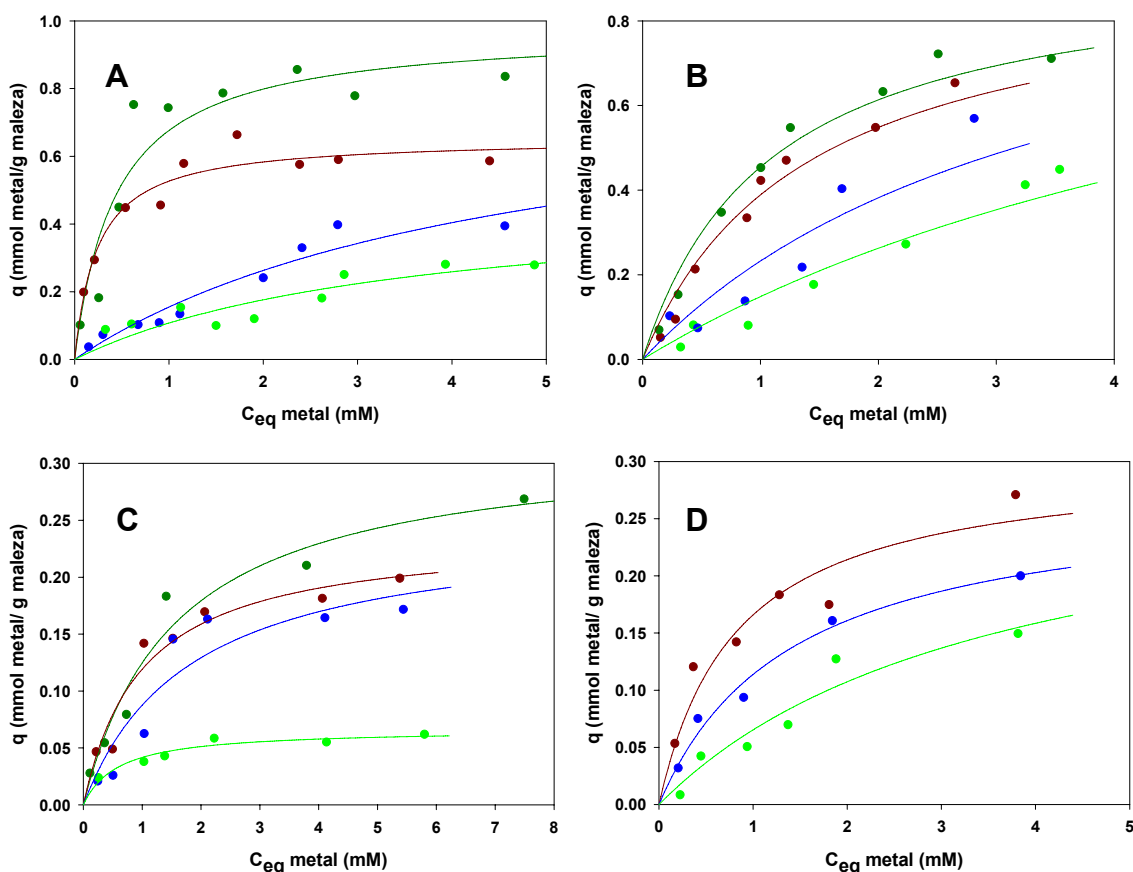 A
q (mmol metal/g maleza)
1.0
0.8
0.6
0.4
0.2
0.0
0 1 2 3 4 5
Ceq metal (mM)
B
q (mmol metal/g maleza)
0.8
0.6
0.4
0.2
0.0
0 1 2 3 4
Ceq metal (mM)
C
q (mmol metal/ g maleza)
0.30
0.25
0.20
0.15
0.10
0.05
0.00
0 1 2 3 4 5 6 7 8
Ceq metal (mM)
D
q (mmol metal/ g maleza)
0.30
0.25
0.20
0.15
0.10
0.05
0.00
0 1 2 3 4 5
Ceq metal (mM)